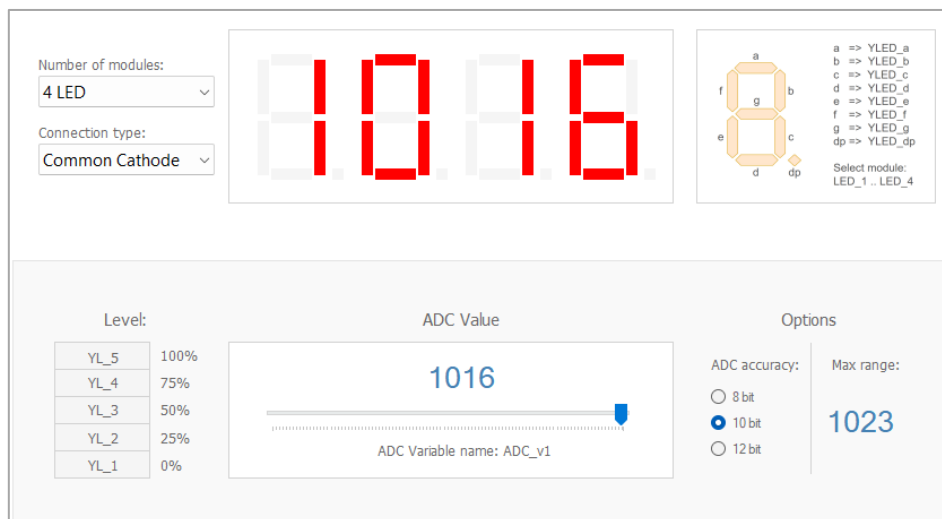 Number of modules:
4 LED
Connection type:
Common Cathode
1016
a
f
b
g
e
c
d
dp
a => YLED_a
b => YLED_b
c => YLED_c
d => YLED_d
e => YLED_e
f => YLED_f
g => YLED_g
dp => YLED_dp
Select module:
LED_1 .. LED_4
Level:
YL_5 100%
YL_4 75%
YL_3 50%
YL_2 25%
YL_1 0%
ADC Value
1016
ADC Variable name: ADC_v1
Options
ADC accuracy:
8 bit
10 bit
12 bit
Max range:
1023